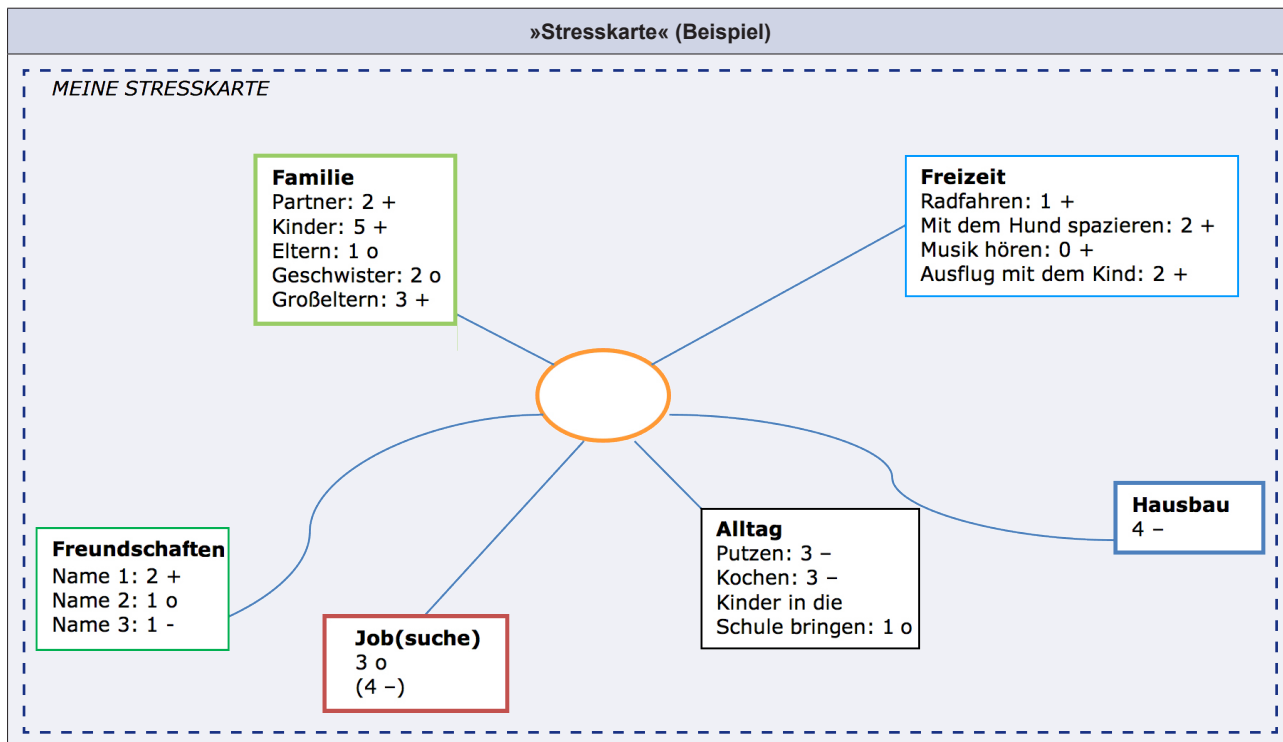 »Stresskarte« (Beispiel)
MEINE STRESSKARTE
Familie
Partner: 2 +
Kinder: 5 +
Eltern: 1 o
Geschwister: 2 o
Großeltern: 3 +
Freizeit
Radfahren: 1 +
Mit dem Hund spazieren: 2 +
Musik hören: 0 +
Ausflug mit dem Kind: 2 +
Freundschaften
Name 1: 2 +
Name 2: 1 o
Name 3: 1 -
Job(suche)
3 o
(4 –)
Alltag
Putzen: 3 –
Kochen: 3 –
Kinder in die
Schule bringen: 1 o
Hausbau
4 –